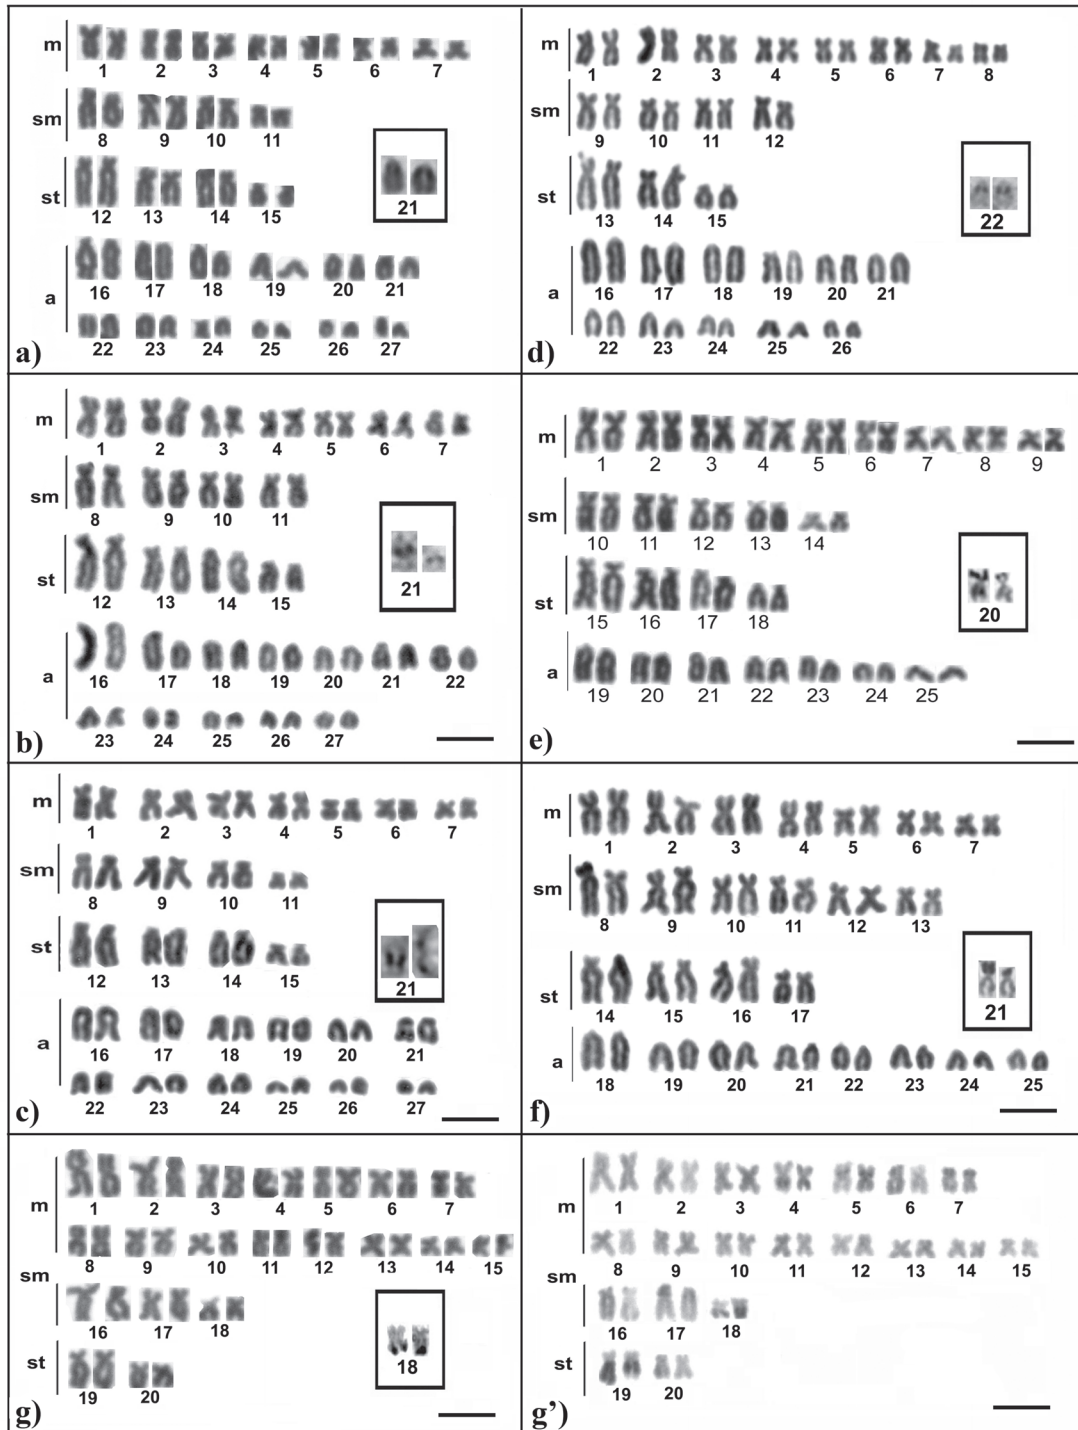 m
1 2 3 4 5 6 7
sm
8 9 10 11
st
12 13 14 15
21
a
16 17 18 19 20 21
22 23 24 25 26 27
a)
m
1 2 3 4 5 6 7 8
sm
9 10 11 12
st
13 14 15
22
a
16 17 18 19 20 21
22 23 24 25 26
d)
m
1 2 3 4 5 6 7
sm
8 9 10 11
st
12 13 14 15
21
a
16 17 18 19 20 21 22
23 24 25 26 27
b)
m
1 2 3 4 5 6 7 8 9
sm
10 11 12 13 14
st
15 16 17 18
20
a
19 20 21 22 23 24 25
e)
m
1 2 3 4 5 6 7
sm
8 9 10 11
st
12 13 14 15
21
a
16 17 18 19 20 21
22 23 24 25 26 27
c)
m
1 2 3 4 5 6 7
sm
8 9 10 11 12 13
st
14 15 16 17
21
a
18 19 20 21 22 23 24 25
f)
m
1 2 3 4 5 6 7
8 9 10 11 12 13 14 15
sm
16 17 18
18
st
19 20
g)
m
1 2 3 4 5 6 7
8 9 10 11 12 13 14 15
sm
16 17 18
st
19 20
g')